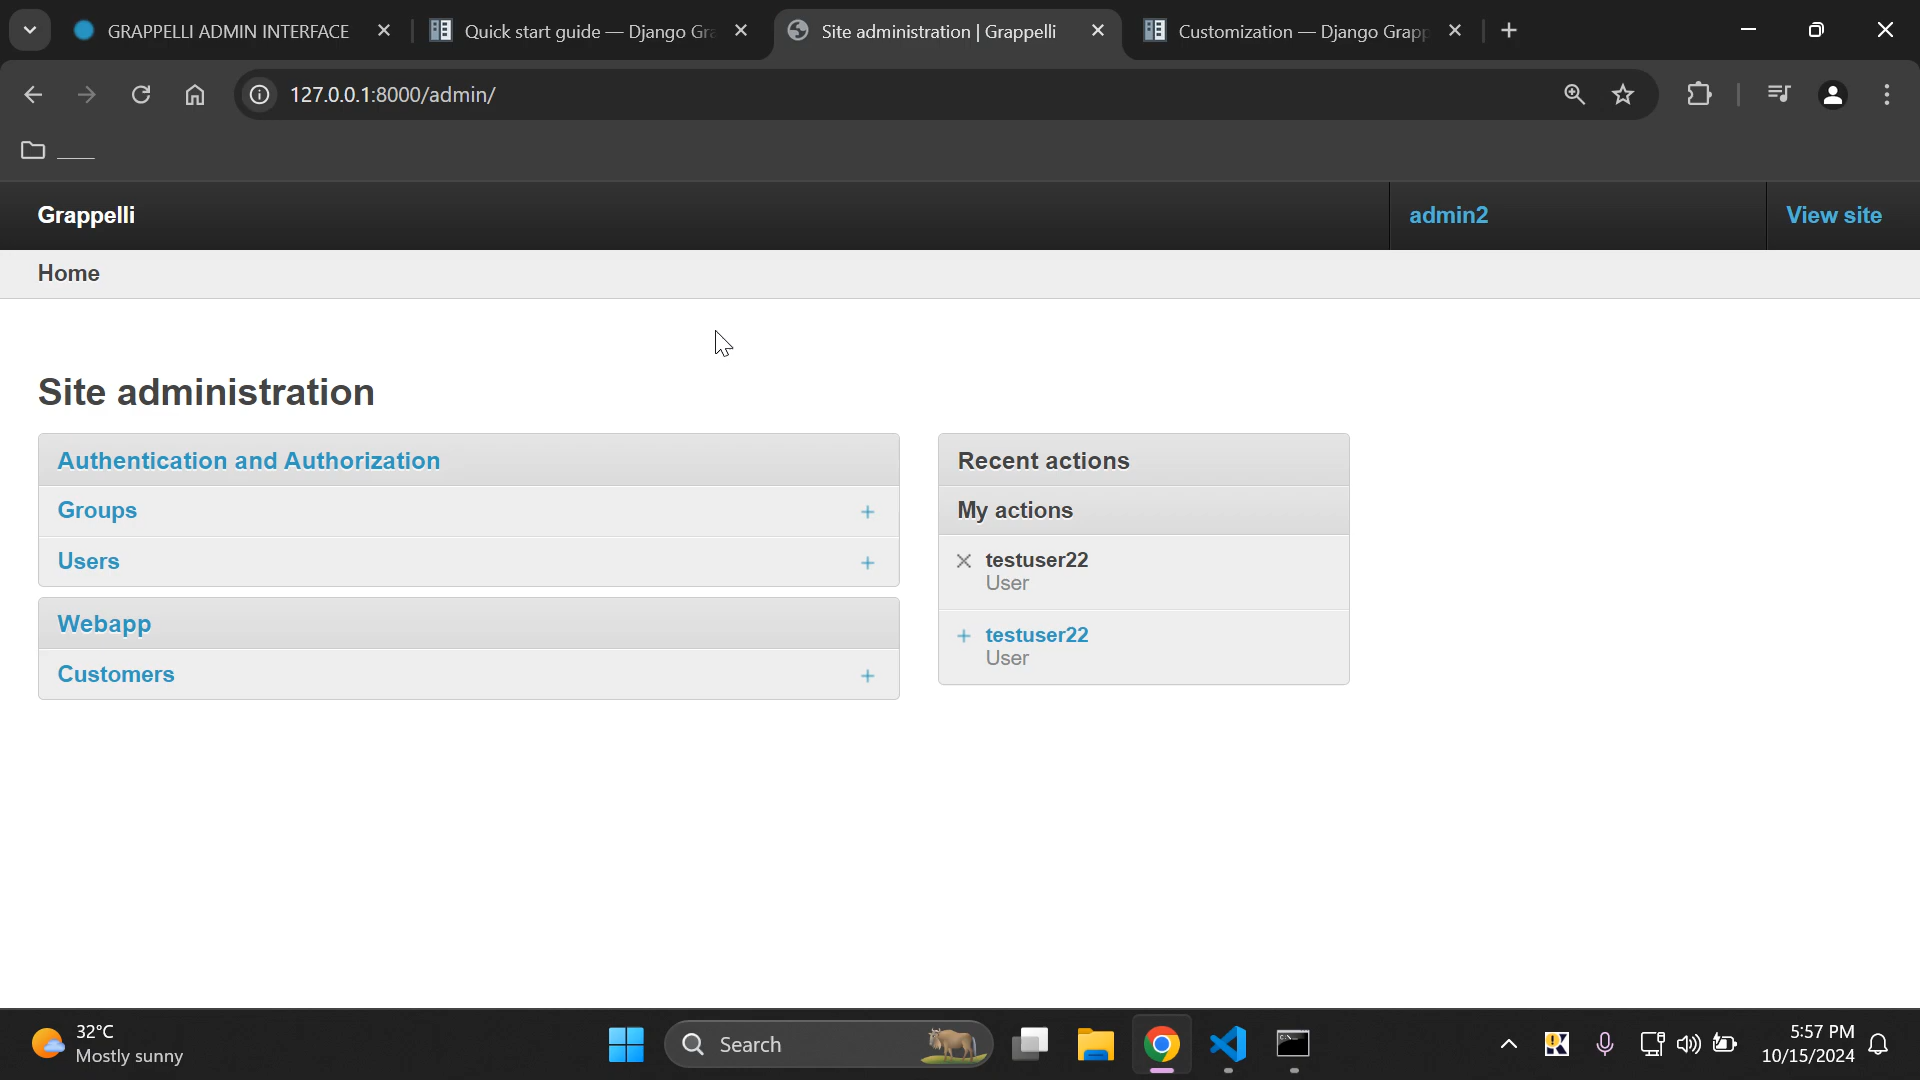 GRAPPELLI ADMIN INTERFACE
Quick start guide — Django Gra
Site administration | Grappelli
Customization — Django Grapp
127.0.0.1:8000/admin/
____
Grappelli
admin2
View site
Home
Site administration
Authentication and Authorization
Groups
Users
Webapp
Customers
Recent actions
My actions
testuser22
User
testuser22
User
32°C
Mostly sunny
Search
5:57 PM
10/15/2024